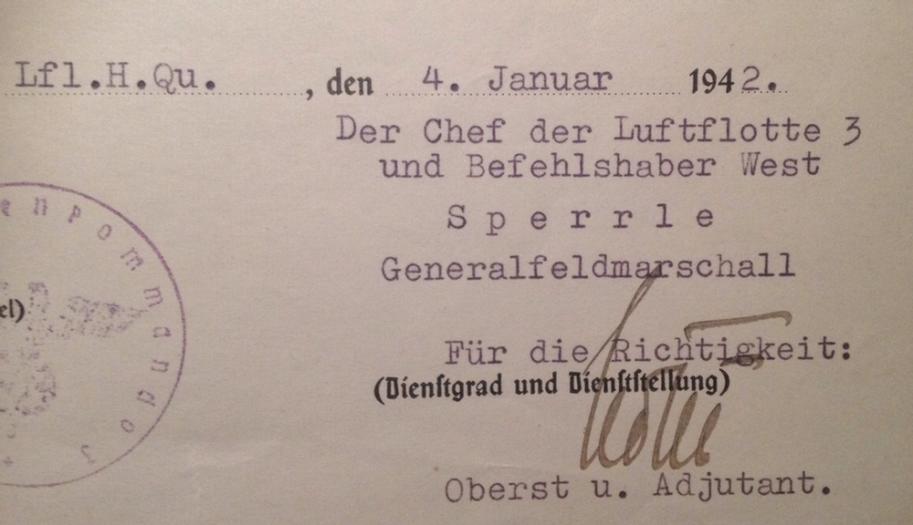 Lfl.H.Qu. , den 4. Januar 1942.
Der Chef der Luftflotte 3
und Befehlshaber West
Sperrle
Generalfeldmarschall
el)
Für die Richtigkeit:
(Dienstgrad und Dienststellung)
Oberst u. Adjutant.